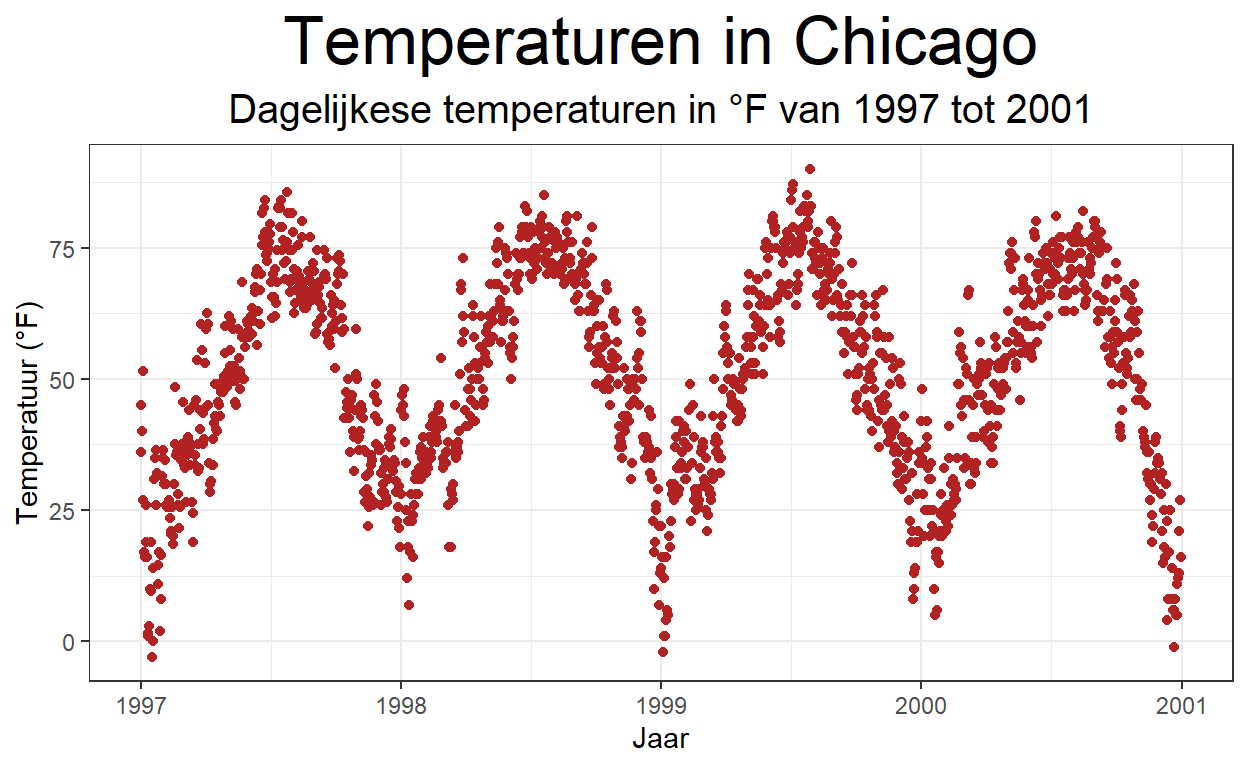 Temperaturen in Chicago
Dagelijkese temperaturen in °F van 1997 tot 2001
Temperatuur (°F)
75
50
25
0
1997 1998 1999 2000 2001
Jaar